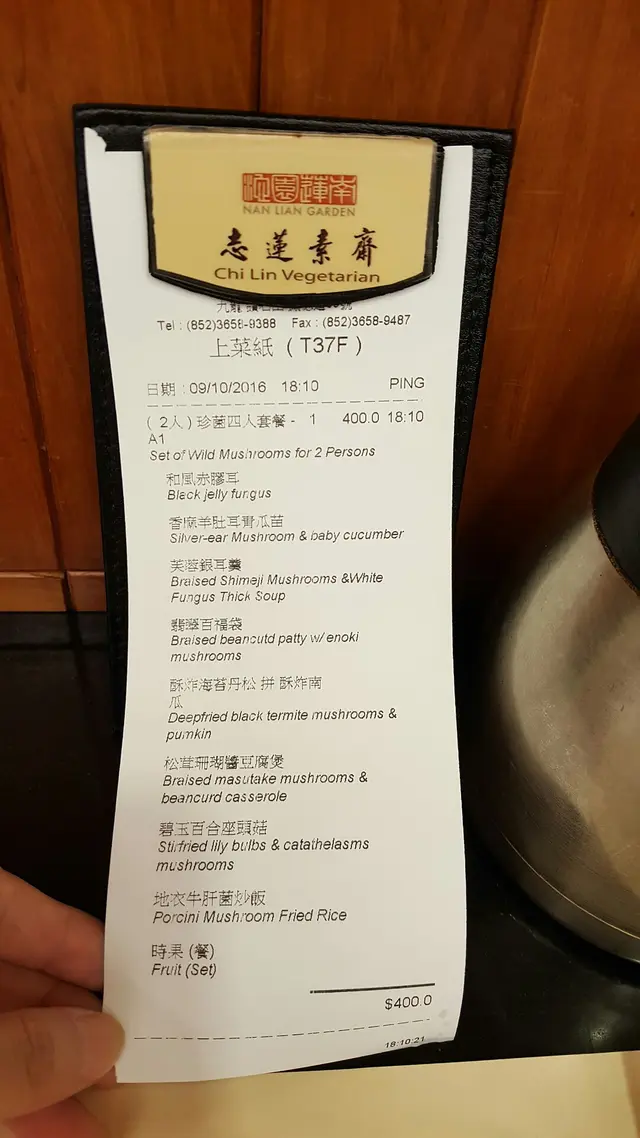 南蓮園池
NAN LIAN GARDEN
志蓮素齋
Chi Lin Vegetarian
九龍
Tel : (852)3658-9388 Fax : (852)3658-9487
上菜紙 ( T37F )
日期 : 09/10/2016 18:10 PING
( 2人 ) 珍菌四人套餐 - 1 400.0 18:10
A1
Set of Wild Mushrooms for 2 Persons
和風赤膠耳
Black jelly fungus
香麻羊肚耳青瓜苗
Silver-ear Mushroom & baby cucumber
芙蓉銀耳羹
Braised Shimeji Mushrooms &White
Fungus Thick Soup
翡翠百福袋
Braised beancutd patty w/ enoki
mushrooms
酥炸海苔丹松 拼 酥炸南
瓜
Deepfried black termite mushrooms &
pumkin
松茸珊瑚醬豆腐煲
Braised masutake mushrooms &
beancurd casserole
碧玉百合座頭菇
Stirfried lily bulbs & catathelasms
mushrooms
地衣牛肝菌炒飯
Porcini Mushroom Fried Rice
時果 (餐)
Fruit (Set)
$400.0
18:10:21